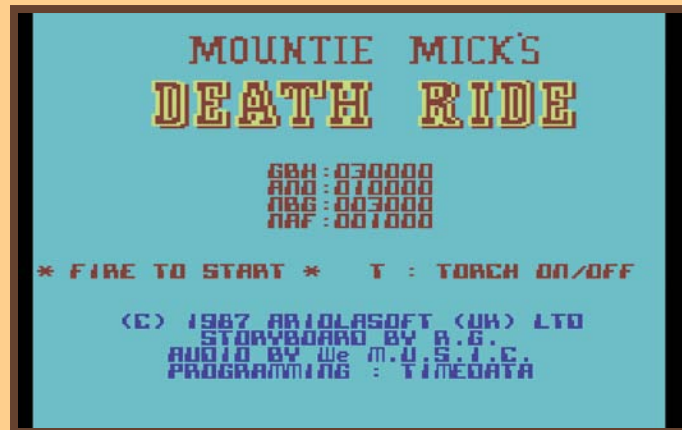 MOUNTIE MICK'S
DEATH RIDE
GBH:030000
AND:010000
NBG:003000
NAF:001000
* FIRE TO START * T : TORCH ON/OFF
(C) 1987 ARIOLASOFT (UK) LTD
STORYBOARD BY R.G.
AUDIO BY We M.U.S.I.C.
PROGRAMMING : TIMEDATA